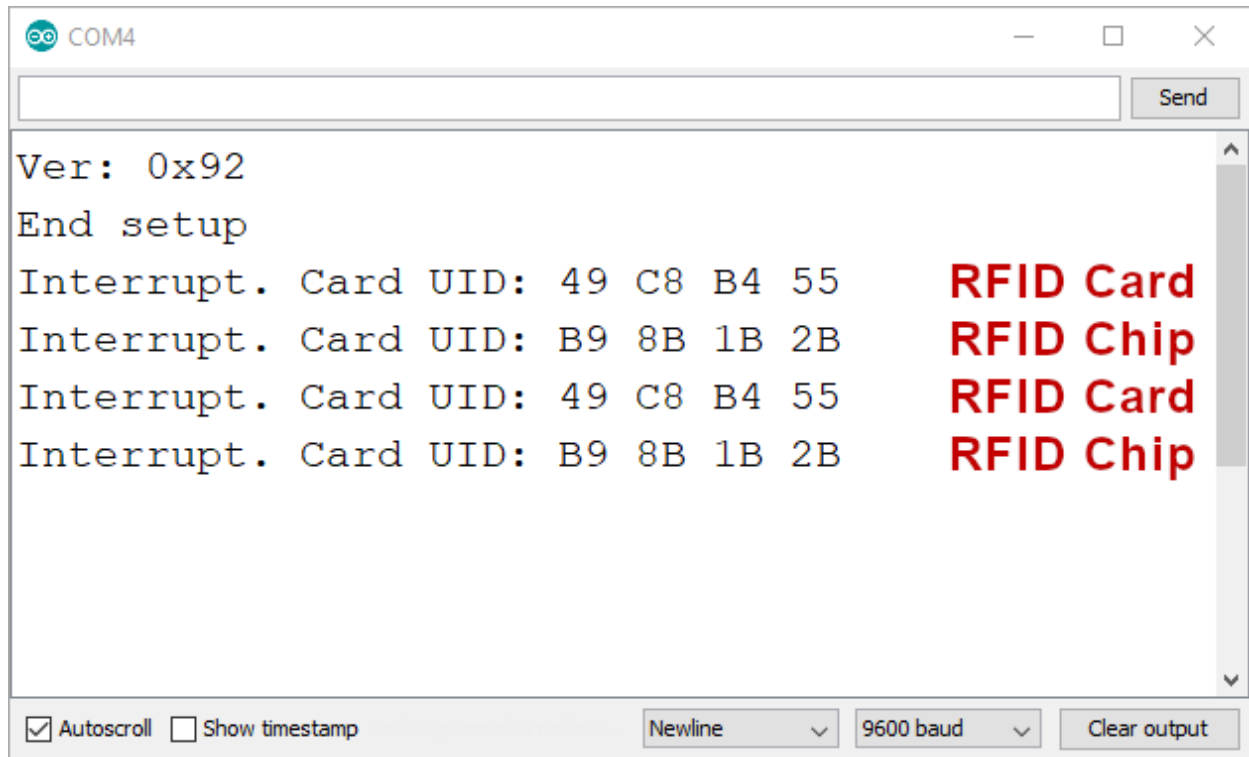 COM4
Send
Ver: 0x92
End setup
Interrupt. Card UID: 49 C8 B4 55 RFID Card
Interrupt. Card UID: B9 8B 1B 2B RFID Chip
Interrupt. Card UID: 49 C8 B4 55 RFID Card
Interrupt. Card UID: B9 8B 1B 2B RFID Chip
Autoscroll Show timestamp Newline 9600 baud Clear output